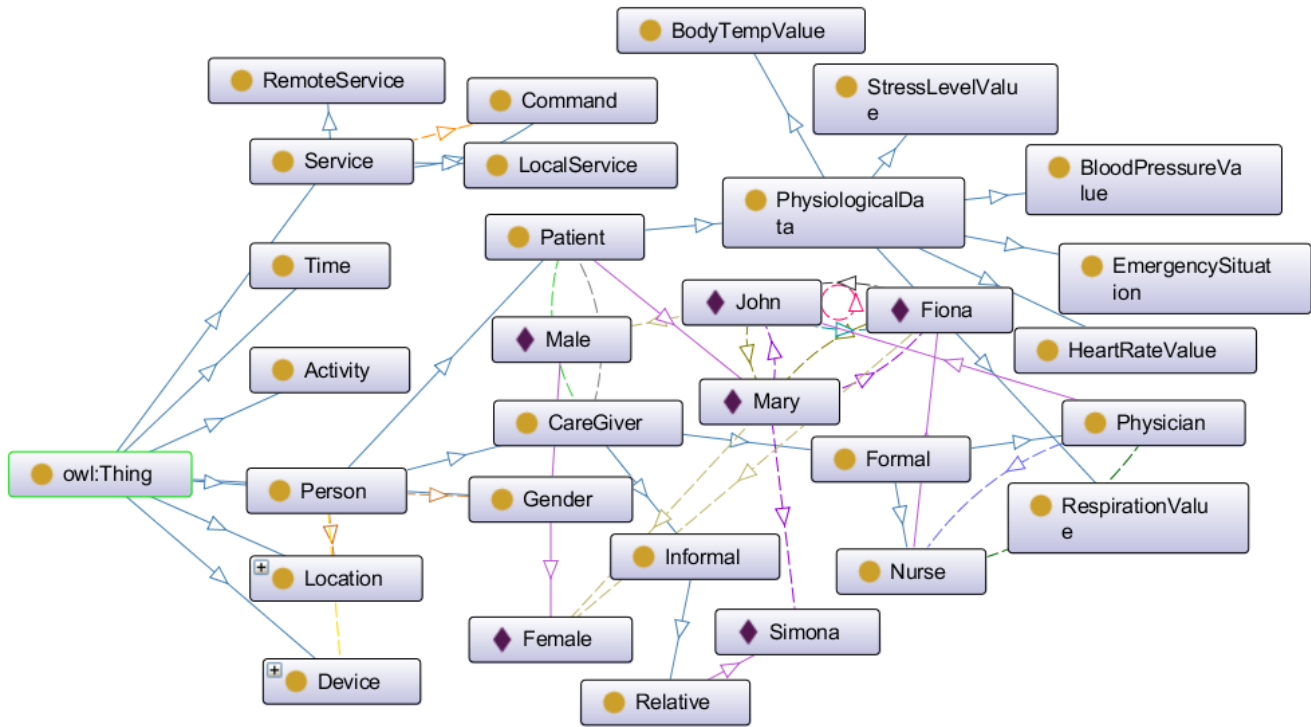 BodyTempValue
RemoteService
Command
StressLevelValu
e
Service
LocalService
BloodPressureVa
lue
PhysiologicalDa
ta
Patient
Time
EmergencySituat
ion
John
Fiona
Male
HeartRateValue
Activity
Mary
CareGiver
Physician
Formal
owl:Thing
Person
Gender
RespirationValu
e
Informal
Location
Nurse
Female
Simona
Device
Relative